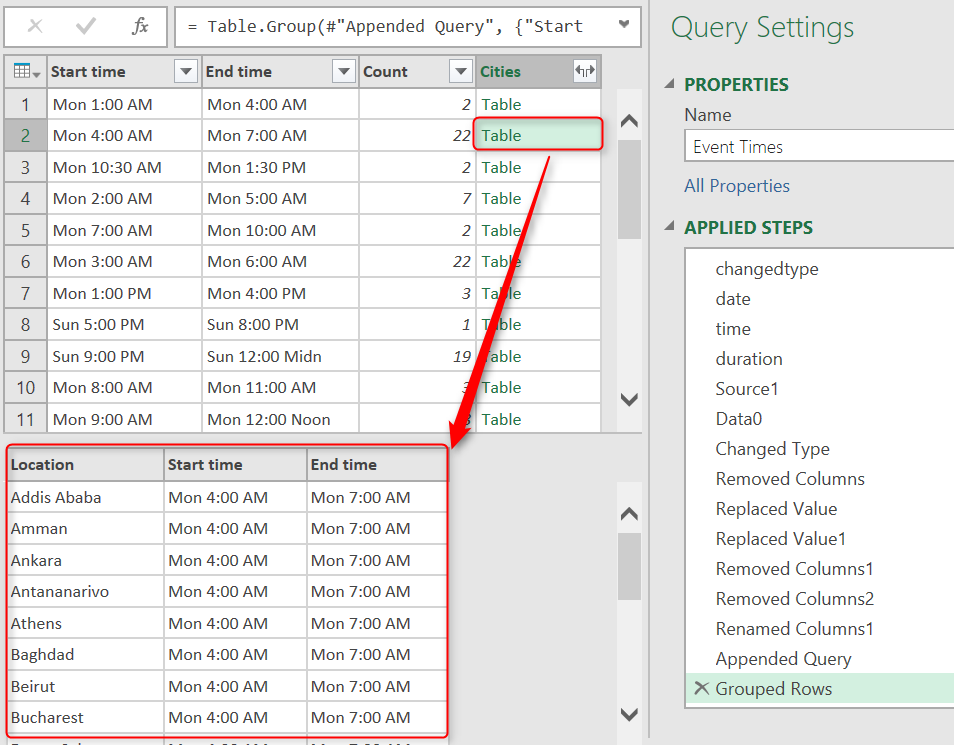 fx = Table.Group(#"Appended Query", {"Start
Start time End time Count Cities
1 Mon 1:00 AM Mon 4:00 AM 2 Table
2 Mon 4:00 AM Mon 7:00 AM 22 Table
3 Mon 10:30 AM Mon 1:30 PM 2 Table
4 Mon 2:00 AM Mon 5:00 AM 7 Table
5 Mon 7:00 AM Mon 10:00 AM 2 Table
6 Mon 3:00 AM Mon 6:00 AM 22 Table
7 Mon 1:00 PM Mon 4:00 PM 3 Table
8 Sun 5:00 PM Sun 8:00 PM 1 Table
9 Sun 9:00 PM Sun 12:00 Midn 19 Table
10 Mon 8:00 AM Mon 11:00 AM 3 Table
11 Mon 9:00 AM Mon 12:00 Noon Table
Location Start time End time
Addis Ababa Mon 4:00 AM Mon 7:00 AM
Amman Mon 4:00 AM Mon 7:00 AM
Ankara Mon 4:00 AM Mon 7:00 AM
Antananarivo Mon 4:00 AM Mon 7:00 AM
Athens Mon 4:00 AM Mon 7:00 AM
Baghdad Mon 4:00 AM Mon 7:00 AM
Beirut Mon 4:00 AM Mon 7:00 AM
Bucharest Mon 4:00 AM Mon 7:00 AM
Query Settings
PROPERTIES
Name
Event Times
All Properties
APPLIED STEPS
changedtype
date
time
duration
Source1
Data0
Changed Type
Removed Columns
Replaced Value
Replaced Value1
Removed Columns1
Removed Columns2
Renamed Columns1
Appended Query
Grouped Rows